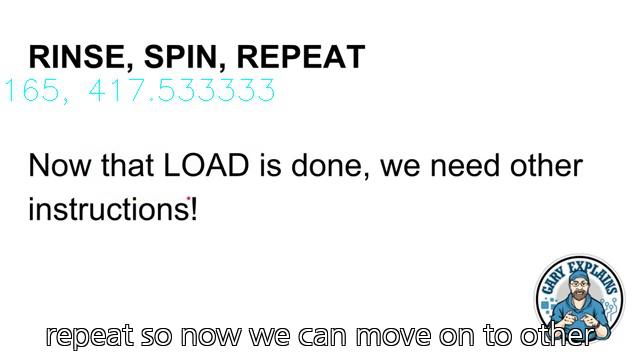 RINSE, SPIN, REPEAT
165, 417.533333
Now that LOAD is done, we need other
instructions!
GARY EXPLAINS
repeat so now we can move on to other